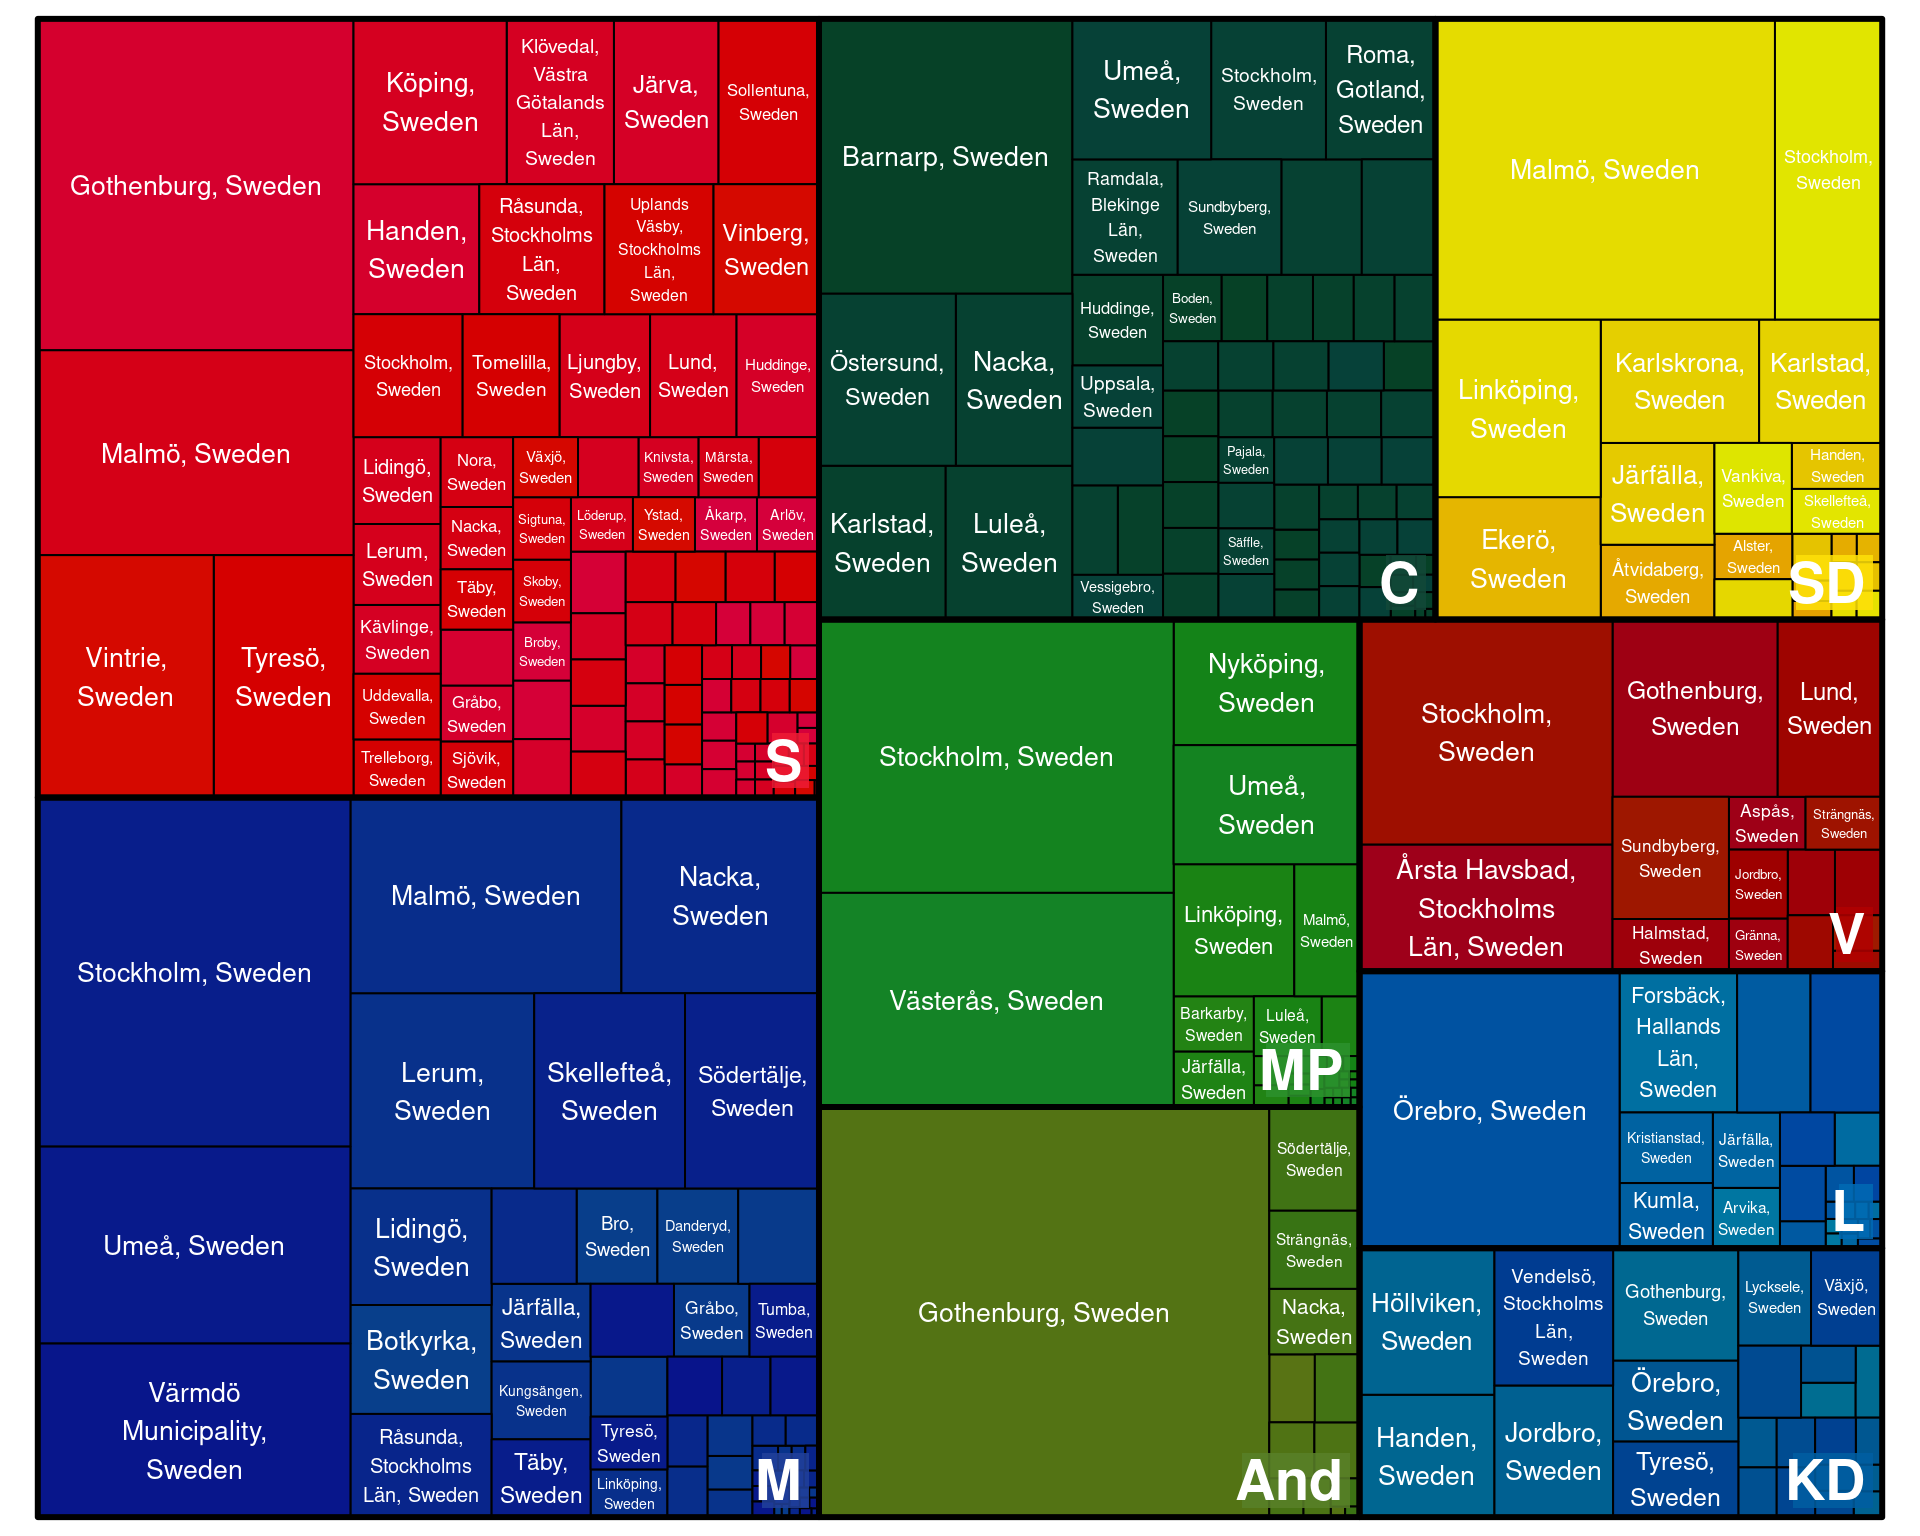 Gothenburg, Sweden
Malmö, Sweden
Vintrie,
Sweden
Tyresö,
Sweden
Köping,
Sweden
Klövedal,
Västra
Götalands
Län,
Sweden
Järva,
Sweden
Sollentuna,
Sweden
Handen,
Sweden
Råsunda,
Stockholms
Län,
Sweden
Uplands
Väsby,
Stockholms
Län,
Sweden
Vinberg,
Sweden
Stockholm,
Sweden
Tomelilla,
Sweden
Ljungby,
Sweden
Lund,
Sweden
Huddinge,
Sweden
Lidingö,
Sweden
Lerum,
Sweden
Kävlinge,
Sweden
Uddevalla,
Sweden
Trelleborg,
Sweden
Nora,
Sweden
Nacka,
Sweden
Täby,
Sweden
Gråbo,
Sweden
Sjövik,
Sweden
Växjö,
Sweden
Knivsta,
Sweden
Märsta,
Sweden
Sigtuna,
Sweden
Skoby,
Sweden
Broby,
Sweden
Löderup,
Sweden
Ystad,
Sweden
Åkarp,
Sweden
Arlöv,
Sweden
S
Stockholm, Sweden
Umeå, Sweden
Värmdö
Municipality,
Sweden
Malmö, Sweden
Nacka,
Sweden
Lerum,
Sweden
Skellefteå,
Sweden
Södertälje,
Sweden
Lidingö,
Sweden
Botkyrka,
Sweden
Råsunda,
Stockholms
Län, Sweden
Bro,
Sweden
Danderyd,
Sweden
Järfälla,
Sweden
Kungsängen,
Sweden
Täby,
Sweden
Gråbo,
Sweden
Tumba,
Sweden
Tyresö,
Sweden
Linköping,
Sweden
M
Barnarp, Sweden
Östersund,
Sweden
Nacka,
Sweden
Karlstad,
Sweden
Luleå,
Sweden
Umeå,
Sweden
Stockholm,
Sweden
Roma,
Gotland,
Sweden
Ramdala,
Blekinge
Län,
Sweden
Sundbyberg,
Sweden
Huddinge,
Sweden
Uppsala,
Sweden
Vessigebro,
Sweden
Boden,
Sweden
Pajala,
Sweden
Säffle,
Sweden
C
Malmö, Sweden
Stockholm,
Sweden
Linköping,
Sweden
Ekerö,
Sweden
Karlskrona,
Sweden
Karlstad,
Sweden
Järfälla,
Sweden
Åtvidaberg,
Sweden
Vankiva,
Sweden
Handen,
Sweden
Skellefteå,
Sweden
Alster,
Sweden
SD
Stockholm, Sweden
Västerås, Sweden
Nyköping,
Sweden
Umeå,
Sweden
Linköping,
Sweden
Malmö,
Sweden
Barkarby,
Sweden
Järfälla,
Sweden
Luleå,
Sweden
MP
Gothenburg, Sweden
Södertälje,
Sweden
Strängnäs,
Sweden
Nacka,
Sweden
And
Stockholm,
Sweden
Årsta Havsbad,
Stockholms
Län, Sweden
Gothenburg,
Sweden
Lund,
Sweden
Sundbyberg,
Sweden
Halmstad,
Sweden
Aspås,
Sweden
Strängnäs,
Sweden
Jordbro,
Sweden
Gränna,
Sweden
V
Örebro, Sweden
Forsbäck,
Hallands
Län,
Sweden
Kristianstad,
Sweden
Kumla,
Sweden
Järfälla,
Sweden
Arvika,
Sweden
L
Höllviken,
Sweden
Handen,
Sweden
Vendelsö,
Stockholms
Län,
Sweden
Jordbro,
Sweden
Gothenburg,
Sweden
Örebro,
Sweden
Tyresö,
Sweden
Lycksele,
Sweden
Växjö,
Sweden
KD